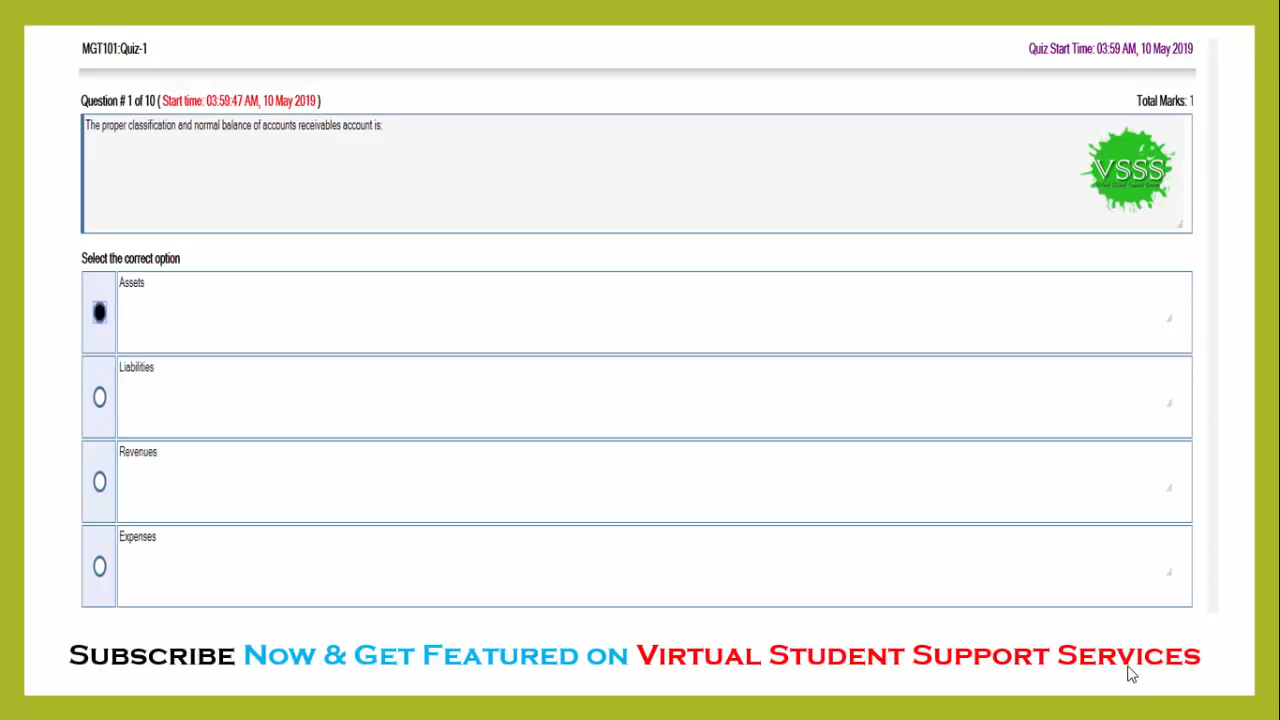 MGT101:Quiz-1
Quiz Start Time: 03:59 AM, 10 May 2019
Question # 1 of 10 ( Start time: 03:59:47 AM, 10 May 2019 )
Total Marks: 1
The proper classification and normal balance of accounts receivables account is:
VSSS
Select the correct option
Assets
Liabilities
Revenues
Expenses
Subscribe Now & Get Featured on Virtual Student Support Services